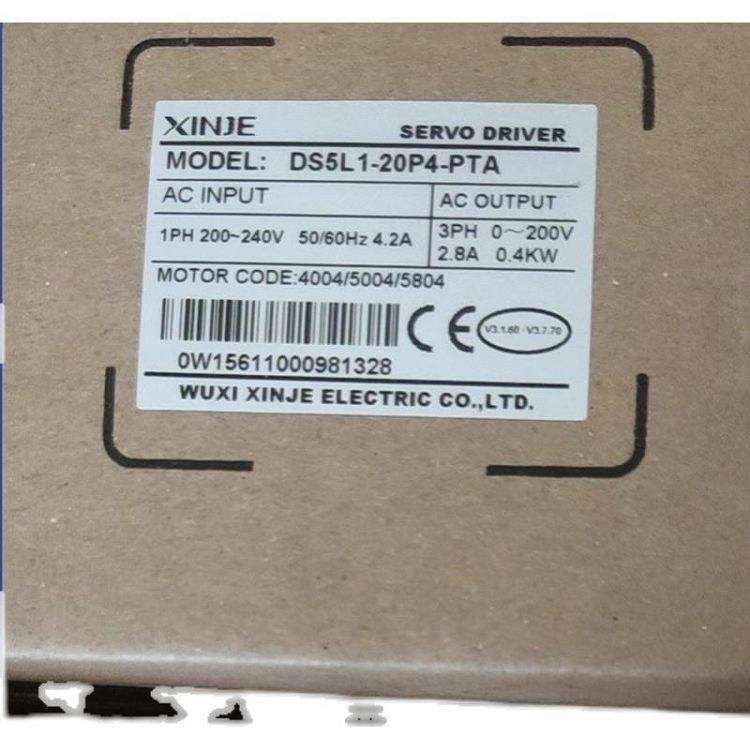 XINJE SERVO DRIVER
MODEL: DS5L1-20P4-PTA
AC INPUT
1PH 200~240V 50/60Hz 4.2A
AC OUTPUT
3PH 0~200V
2.8A 0.4KW
MOTOR CODE:4004/5004/5804
CE V3.1.60 / V3.7.70
0W15611000981328
WUXI XINJE ELECTRIC CO.,LTD.